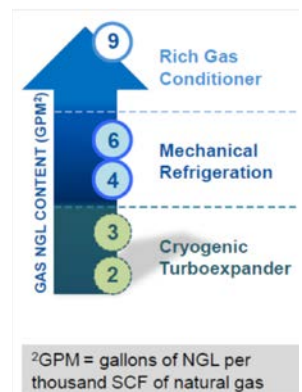 9
Rich Gas
Conditioner
6
Mechanical
4
Refrigeration
3
Cryogenic
2
Turboexpander
GAS NGL CONTENT (GPM²)
²GPM = gallons of NGL per
thousand SCF of natural gas